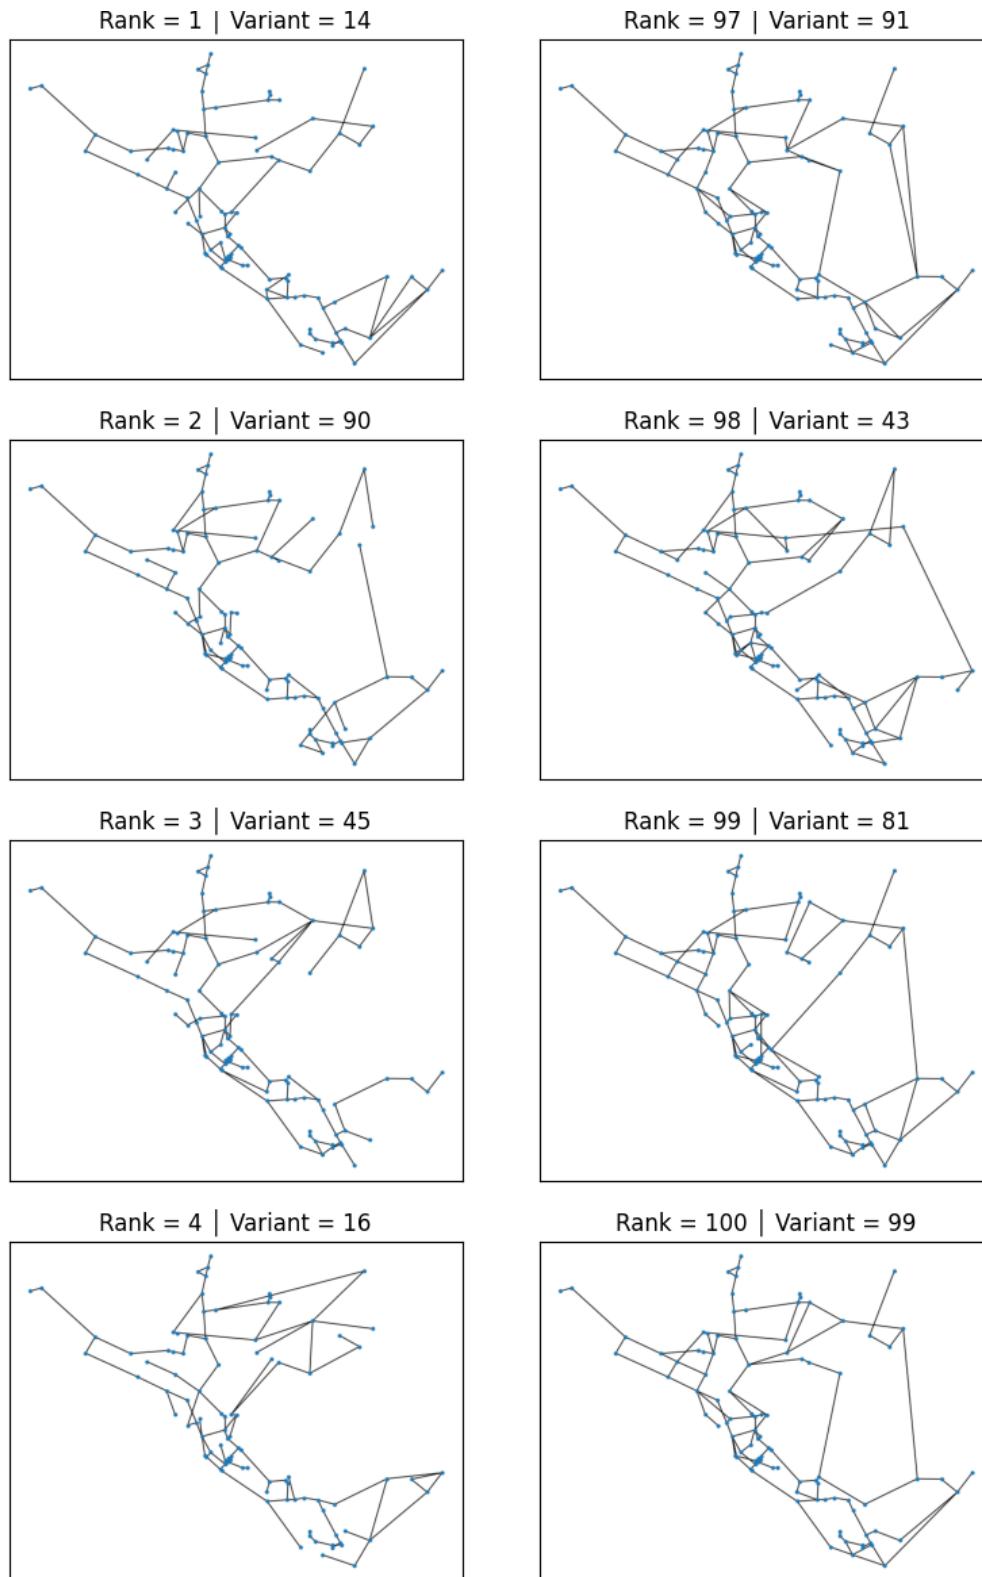 Rank = 1 | Variant = 14
Rank = 97 | Variant = 91
Rank = 2 | Variant = 90
Rank = 98 | Variant = 43
Rank = 3 | Variant = 45
Rank = 99 | Variant = 81
Rank = 4 | Variant = 16
Rank = 100 | Variant = 99